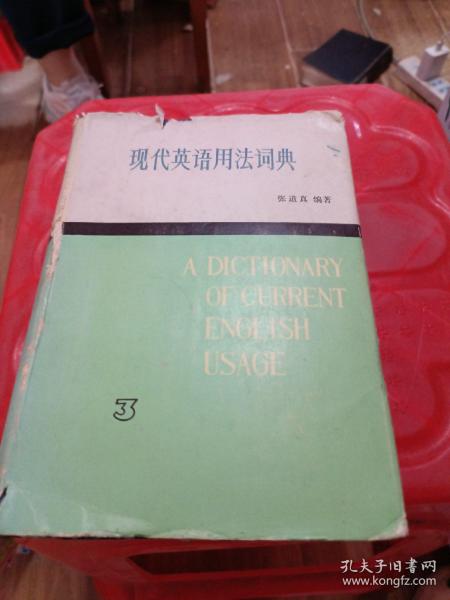 现代英语用法词典
张道真 编著
A DICTIONARY
OF CURRENT
ENGLISH
USAGE
3
孔夫子旧书网
www.kongfz.com